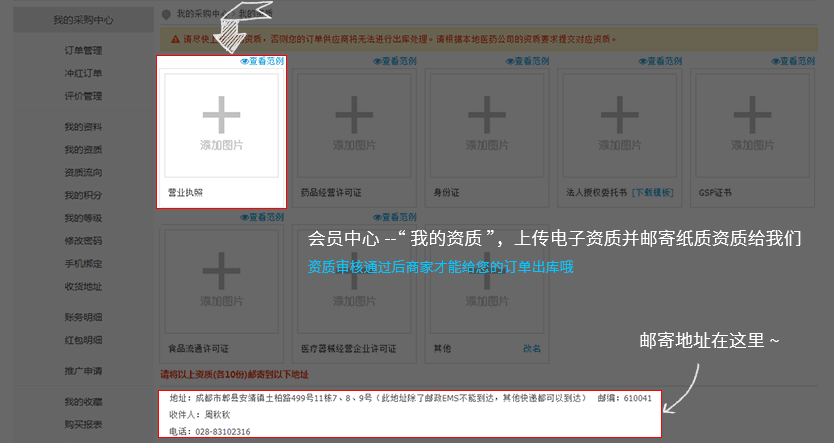 我的采购中心
我的采购中心 > 我的资质
订单管理
冲红订单
评价管理
我的资料
我的资质
资质流向
我的积分
我的等级
修改密码
手机绑定
收货地址
账务明细
红包明细
推广申请
我的收藏
购买报表
请尽快上 资质，否则您的订单供应商将无法进行出库处理。请根据本地医药公司的资质要求提交对应资质。
查看范例 查看范例 查看范例 查看范例 查看范例
添加图片 添加图片 添加图片 添加图片 添加图片
营业执照 药品经营许可证 身份证 法人授权委托书 [下载模板] GSP证书
查看范例 查看范例 查看范例
会员中心 --“ 我的资质 ”，上传电子资质并邮寄纸质资质给我们
资质审核通过后商家才能给您的订单出库哦
添加图片 添加图片 添加图片
食品流通许可证 医疗器械经营企业许可证 其他 改名
邮寄地址在这里 ~
请将以上资质(各10份)邮寄到以下地址
地址：成都市郫县安靖镇土柏路499号11栋7、8、9号（此地址除了邮政EMS不能到达，其他快递都可以到达） 邮编：610041
收件人：周秋秋
电话：028-83102316